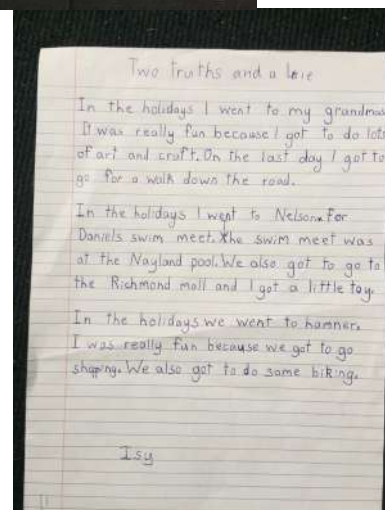 Two truths and a lie
In the holidays I went to my grandmas
It was really fun because I got to do lots
of art and craft. On the last day I got to
go for a walk down the road.
In the holidays I went to Nelson for
Daniels swim meet. The swim meet was
at the Nayland pool. We also got to go to
the Richmond mall and I got a little toy.
In the holidays we went to hamner.
I was really fun because we got to go
shopping. We also got to do some biking.
Isy